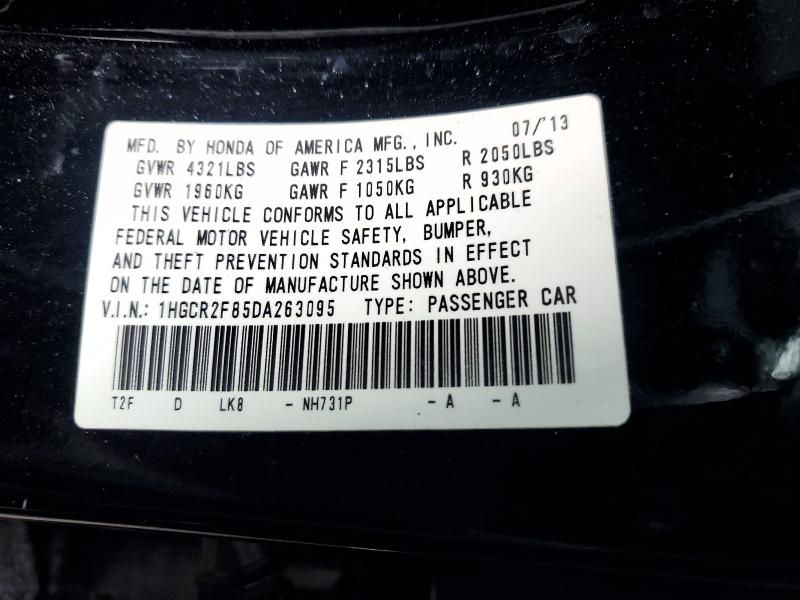 MFD. BY HONDA OF AMERICA MFG., INC. 07/'13
GVWR 4321LBS GAWR F 2315LBS R 2050LBS
GVWR 1960KG GAWR F 1050KG R 930KG
THIS VEHICLE CONFORMS TO ALL APPLICABLE
FEDERAL MOTOR VEHICLE SAFETY, BUMPER,
AND THEFT PREVENTION STANDARDS IN EFFECT
ON THE DATE OF MANUFACTURE SHOWN ABOVE.
V.I.N.: 1HGCR2F85DA263095 TYPE: PASSENGER CAR
T2F D LK8 - NH731P - A - A